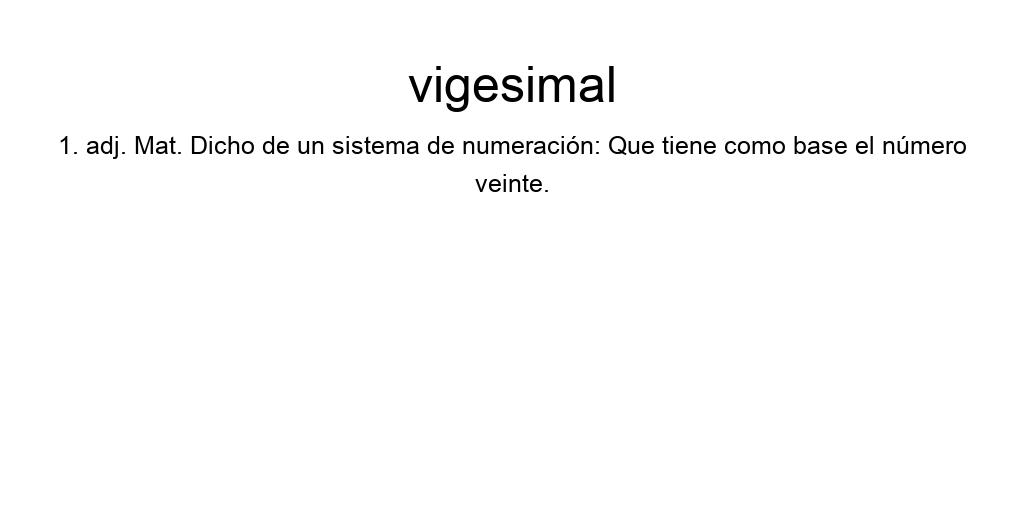 vigesimal
1. adj. Mat. Dicho de un sistema de numeración: Que tiene como base el número
veinte.